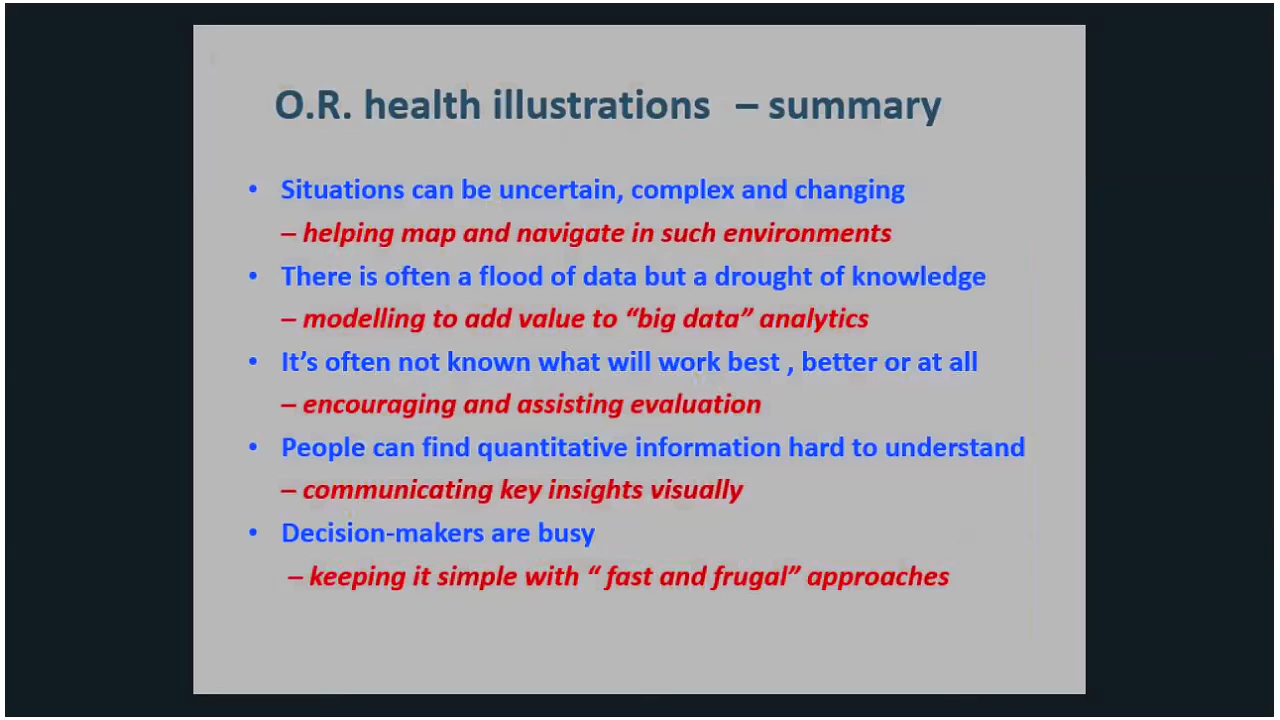 O.R. health illustrations – summary
• Situations can be uncertain, complex and changing
– helping map and navigate in such environments
• There is often a flood of data but a drought of knowledge
– modelling to add value to “big data” analytics
• It’s often not known what will work best , better or at all
– encouraging and assisting evaluation
• People can find quantitative information hard to understand
– communicating key insights visually
• Decision-makers are busy
– keeping it simple with “ fast and frugal” approaches